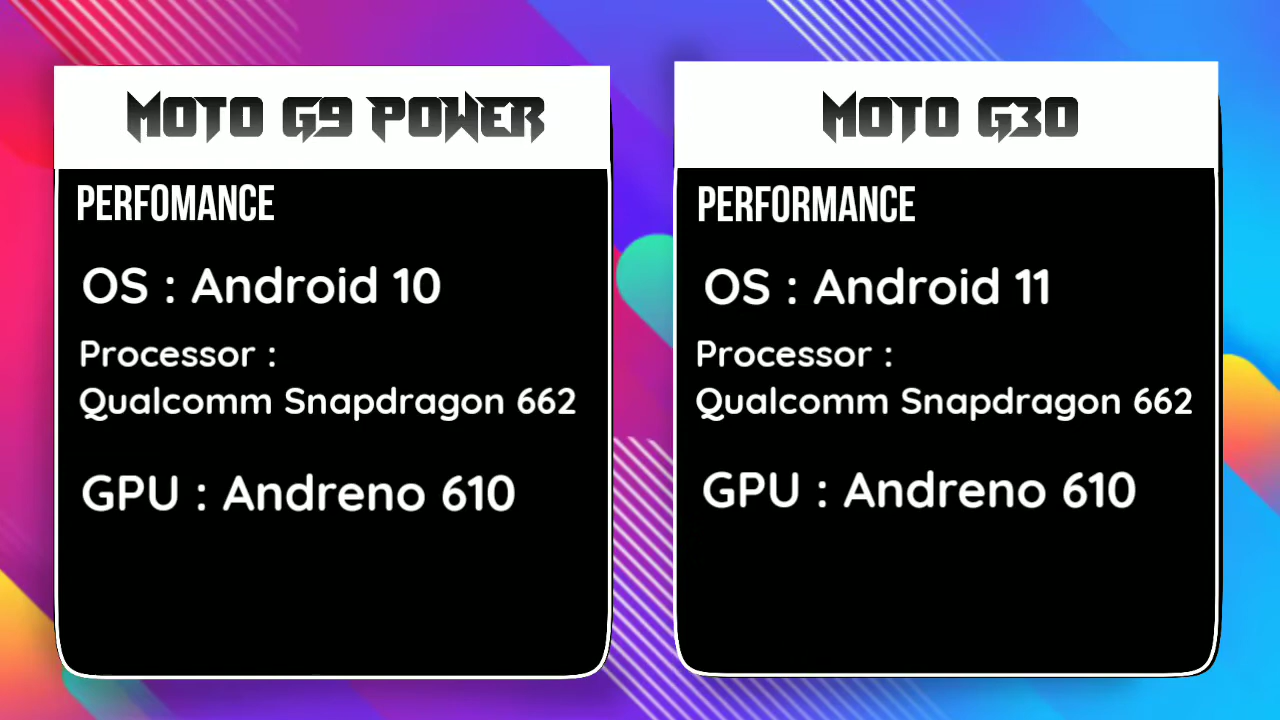 MOTO G9 POWER
PERFOMANCE
OS : Android 10
Processor :
Qualcomm Snapdragon 662
GPU : Andreno 610
MOTO G30
PERFORMANCE
OS : Android 11
Processor :
Qualcomm Snapdragon 662
GPU : Andreno 610